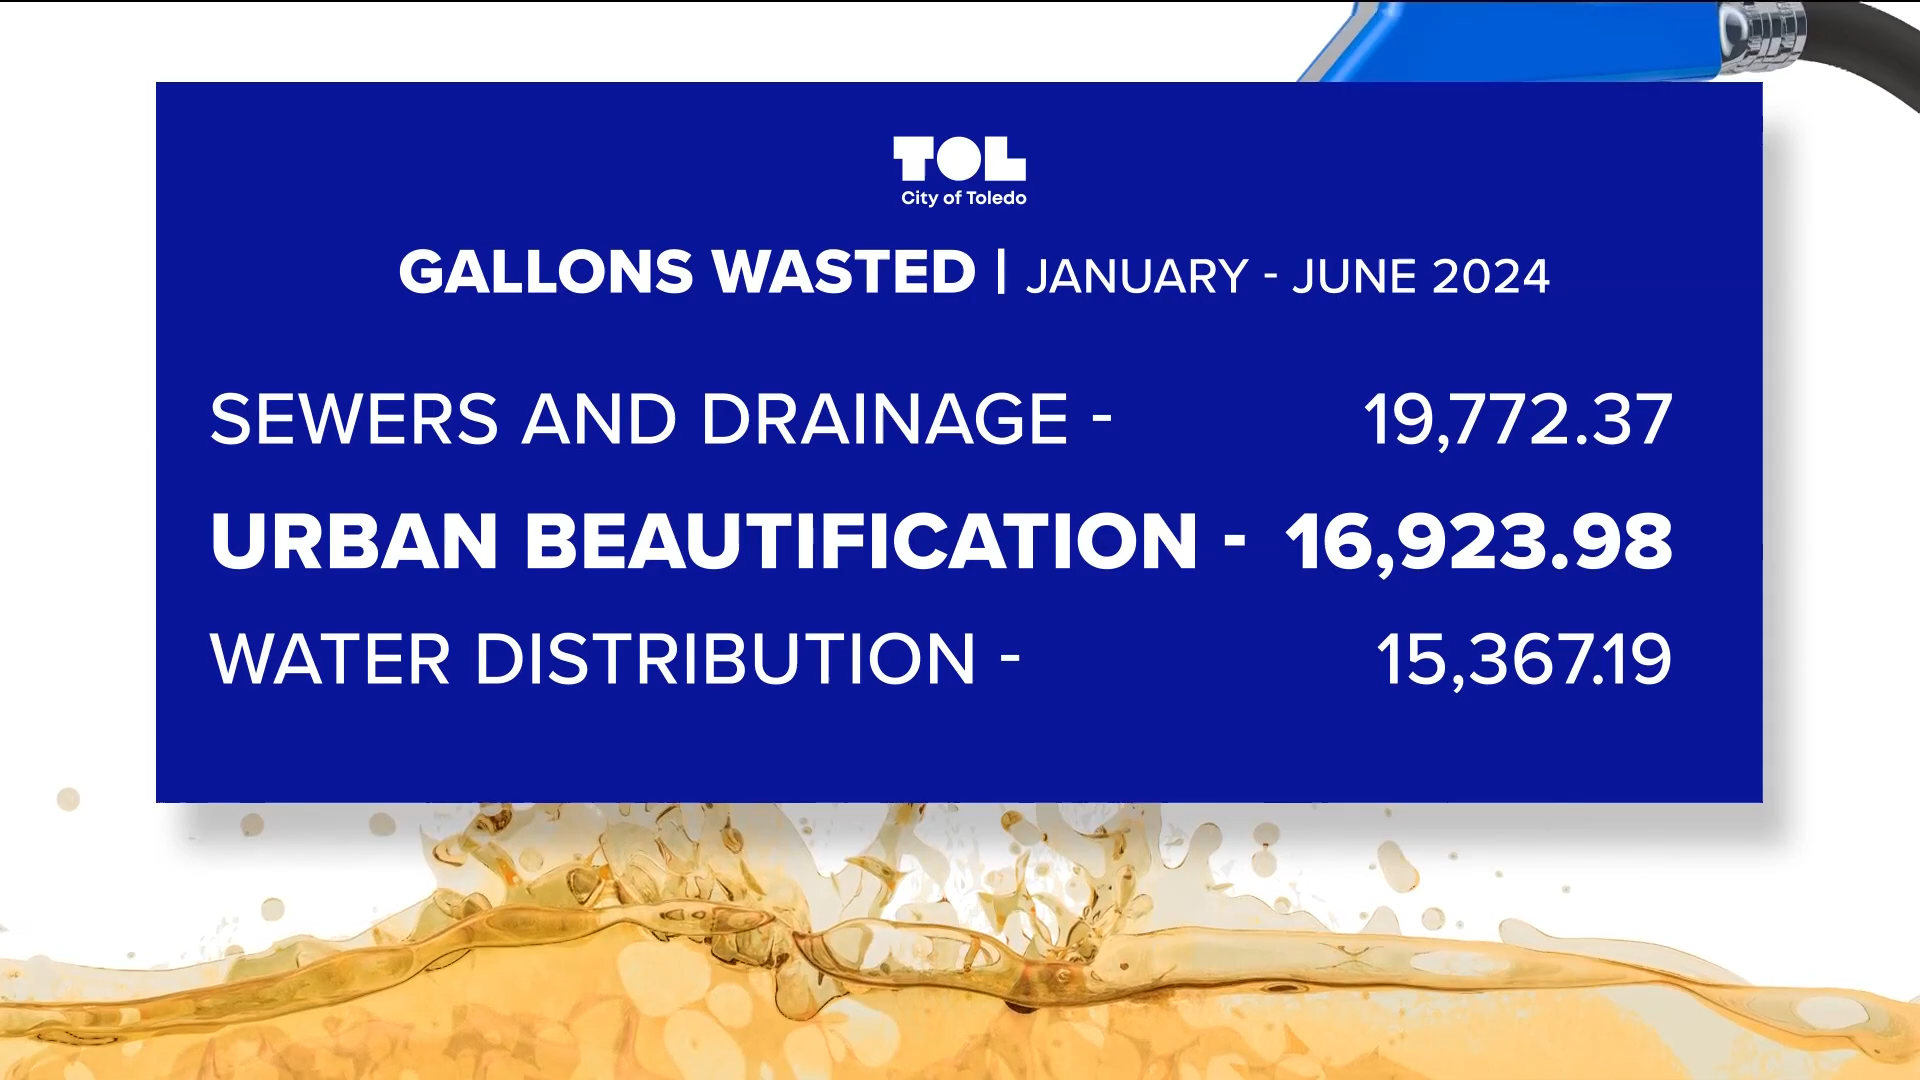 TOL
City of Toledo
GALLONS WASTED | JANUARY - JUNE 2024
SEWERS AND DRAINAGE - 19,772.37
URBAN BEAUTIFICATION - 16,923.98
WATER DISTRIBUTION - 15,367.19